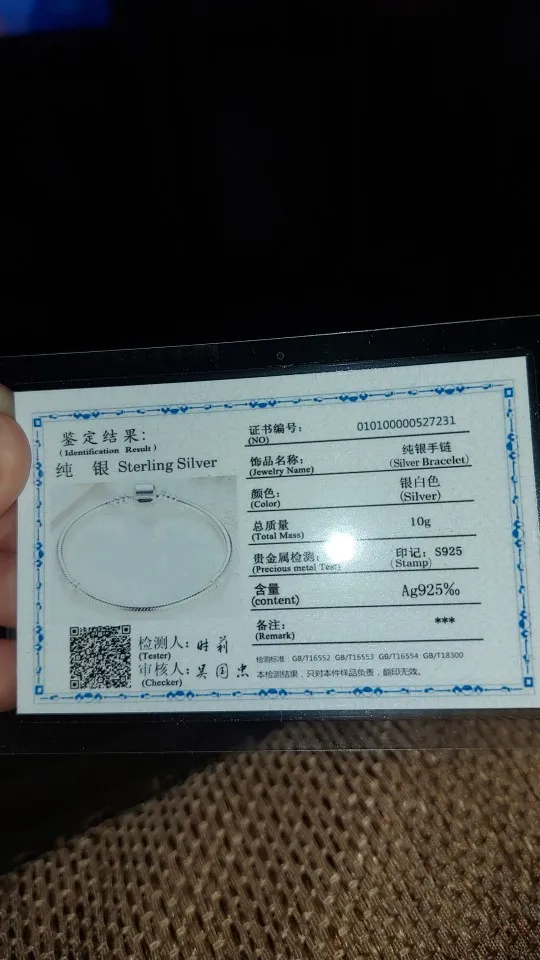 鉴定结果:
( Identification Result )
纯 银 Sterling Silver
检测人: 时莉
(Tester)
审核人: 吴国忠
(Checker)
证书编号: 010100000527231
(NO)
饰品名称: 纯银手链
(Jewelry Name) (Silver Bracelet)
颜色: 银白色
(Color) (Silver)
总质量 10g
(Total Mass)
贵金属检测: 印记: S925
(Precious metal Test) (Stamp)
含量 Ag925‰
(content)
备注: ***
(Remark)
检测标准: GB/T16552 GB/T16553 GB/T16554 GB/T18300
本检测结果，只对本件样品负责，翻印无效。